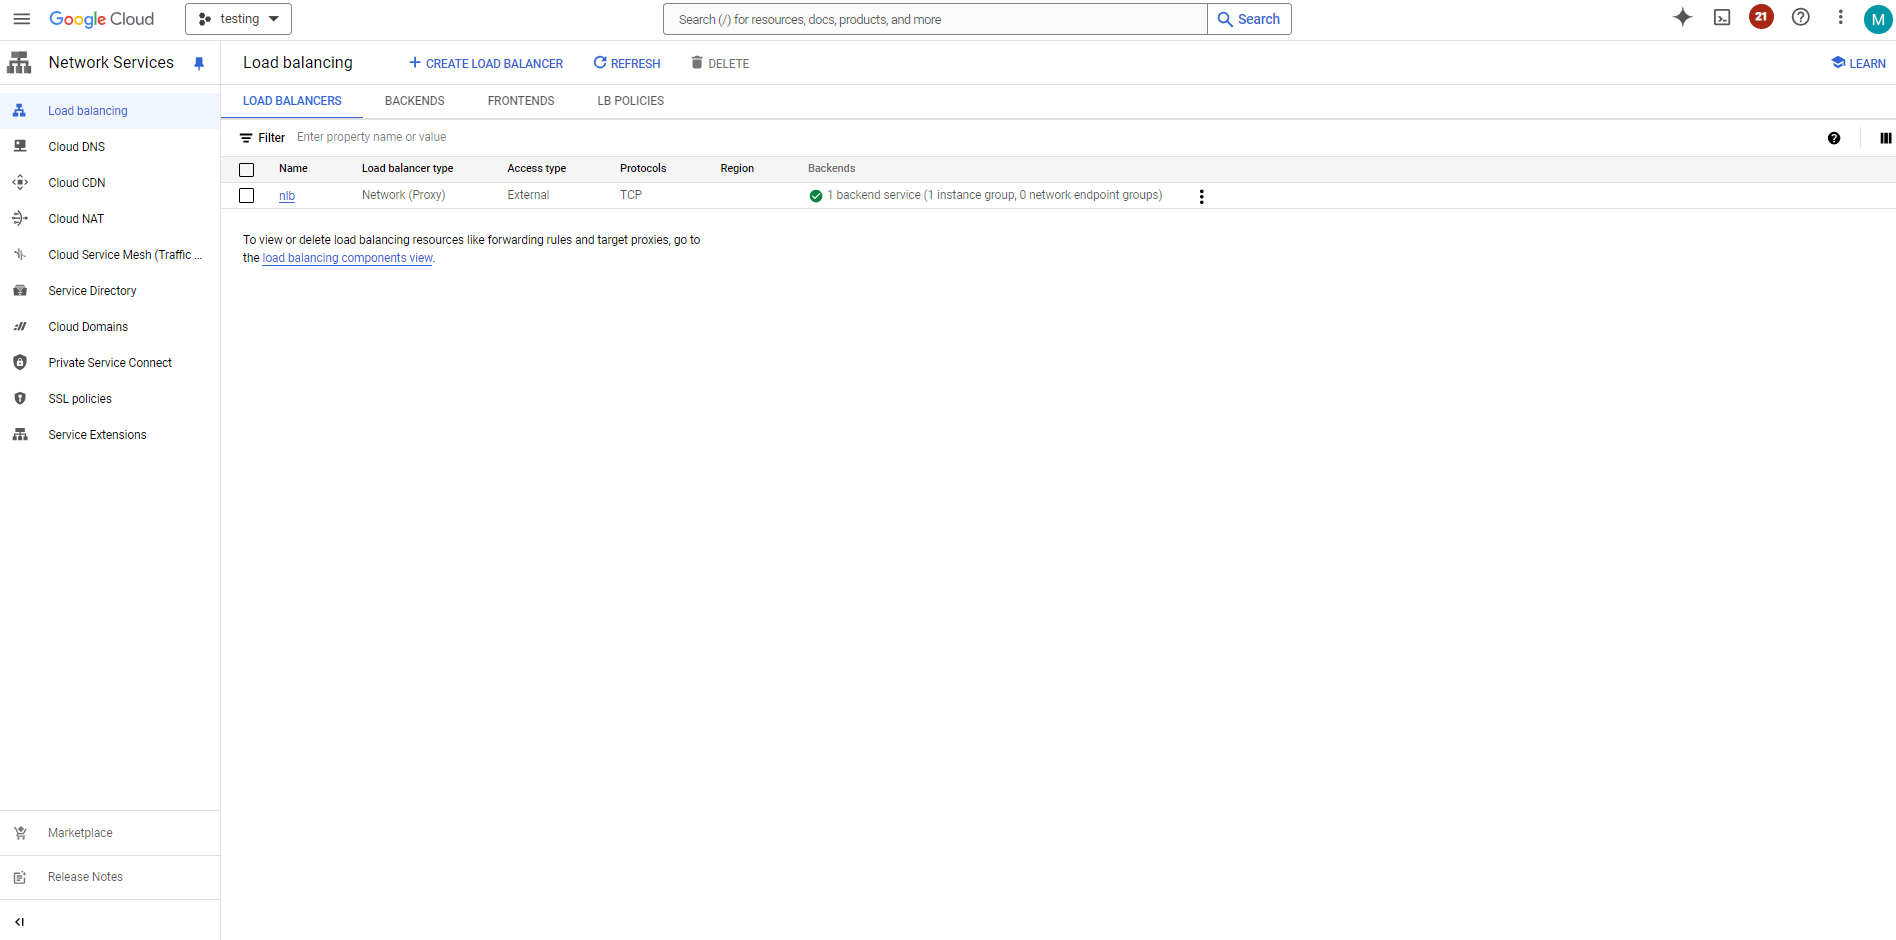 Google Cloud
testing
Search (/) for resources, docs, products, and more
Search
21
M
Network Services
Load balancing
CREATE LOAD BALANCER
REFRESH
DELETE
LEARN
Load balancing
Cloud DNS
Cloud CDN
Cloud NAT
Cloud Service Mesh (Traffic ...
Service Directory
Cloud Domains
Private Service Connect
SSL policies
Service Extensions
Marketplace
Release Notes
LOAD BALANCERS BACKENDS FRONTENDS LB POLICIES
Filter Enter property name or value
Name Load balancer type Access type Protocols Region Backends
nlb Network (Proxy) External TCP 1 backend service (1 instance group, 0 network endpoint groups)
To view or delete load balancing resources like forwarding rules and target proxies, go to
the load balancing components view.